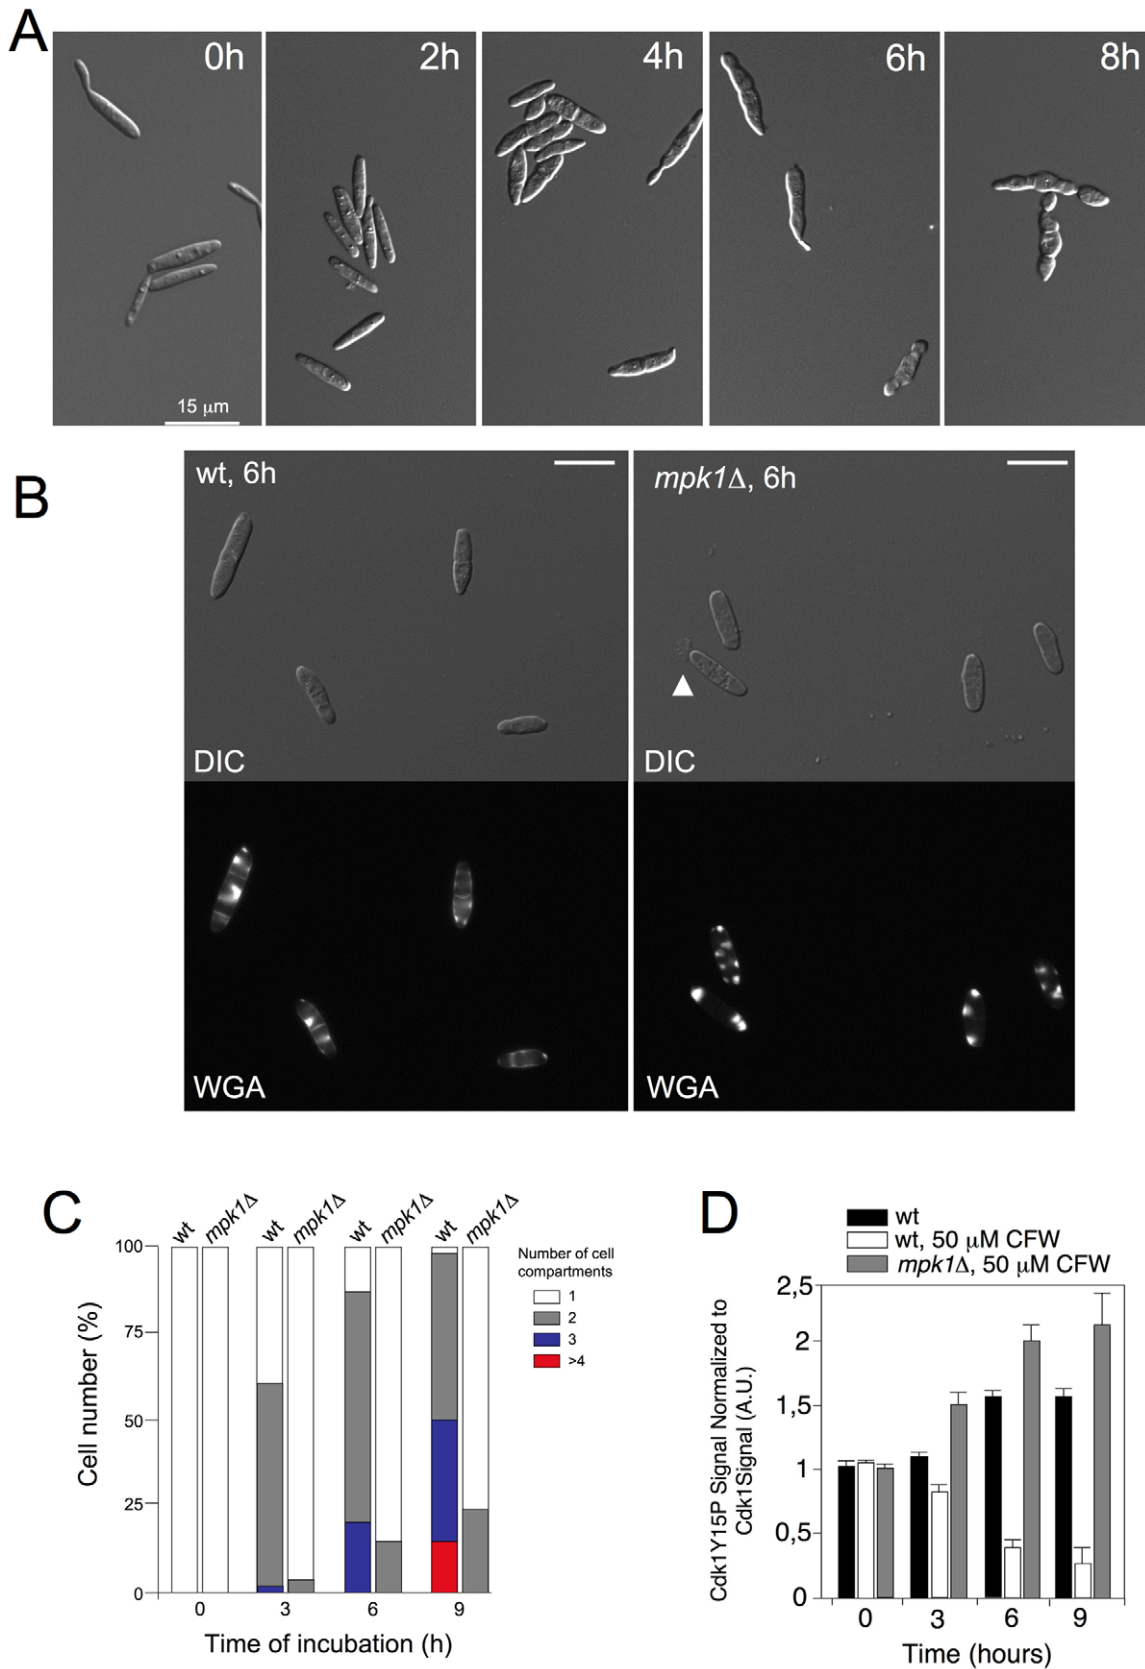 A
0h
2h
4h
6h
8h
15 μm
B
wt, 6h
mpk1Δ, 6h
DIC
DIC
WGA
WGA
C
wt
mpk1Δ
wt
mpk1Δ
wt
mpk1Δ
wt
mpk1Δ
100
75
50
25
0
Cell number (%)
0
3
6
9
Time of incubation (h)
Number of cell
compartments
1
2
3
>4
D
wt
wt, 50 μM CFW
mpk1Δ, 50 μM CFW
2,5
2
1,5
1
0,5
0
Cdk1Y15P Signal Normalized to
Cdk1Signal (A.U.)
0
3
6
9
Time (hours)